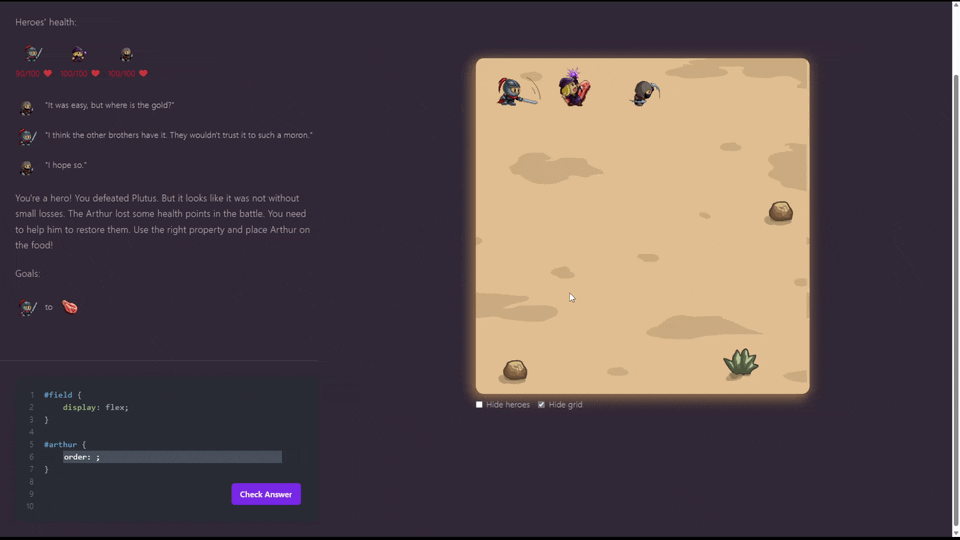 Heroes' health:
90/100 100/100 100/100
"It was easy, but where is the gold?"
"I think the other brothers have it. They wouldn't trust it to such a moron."
"I hope so."
You're a hero! You defeated Plutus. But it looks like it was not without
small losses. The Arthur lost some health points in the battle. You need
to help him to restore them. Use the right property and place Arthur on
the food!
Goals:
to
1 #field {
2 display: flex;
3 }
4
5 #arthur {
6 order: ;
7 }
8
9
10
Check Answer
Hide heroes Hide grid